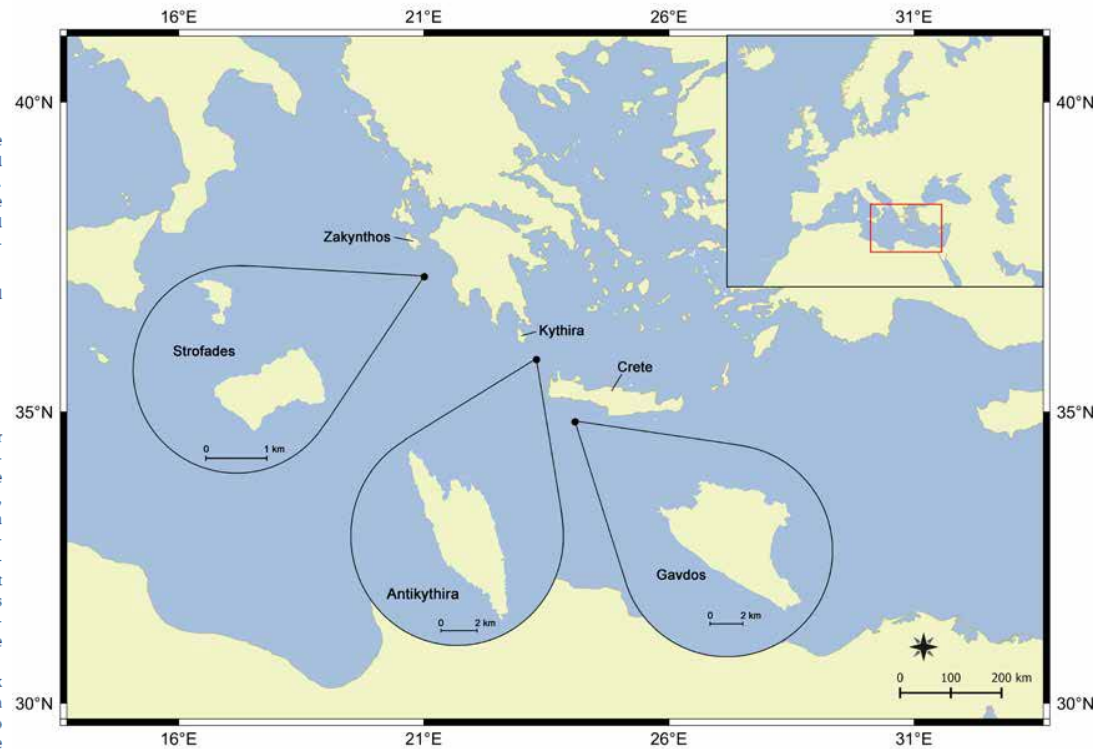 16°E 21°E 26°E 31°E
40°N 40°N
Zakynthos
Kythira
Strofades
Crete
35°N 35°N
0 1 km
Antikythira
Gavdos
0 2 km
0 2 km
0 100 200 km
30°N 30°N
16°E 21°E 26°E 31°E